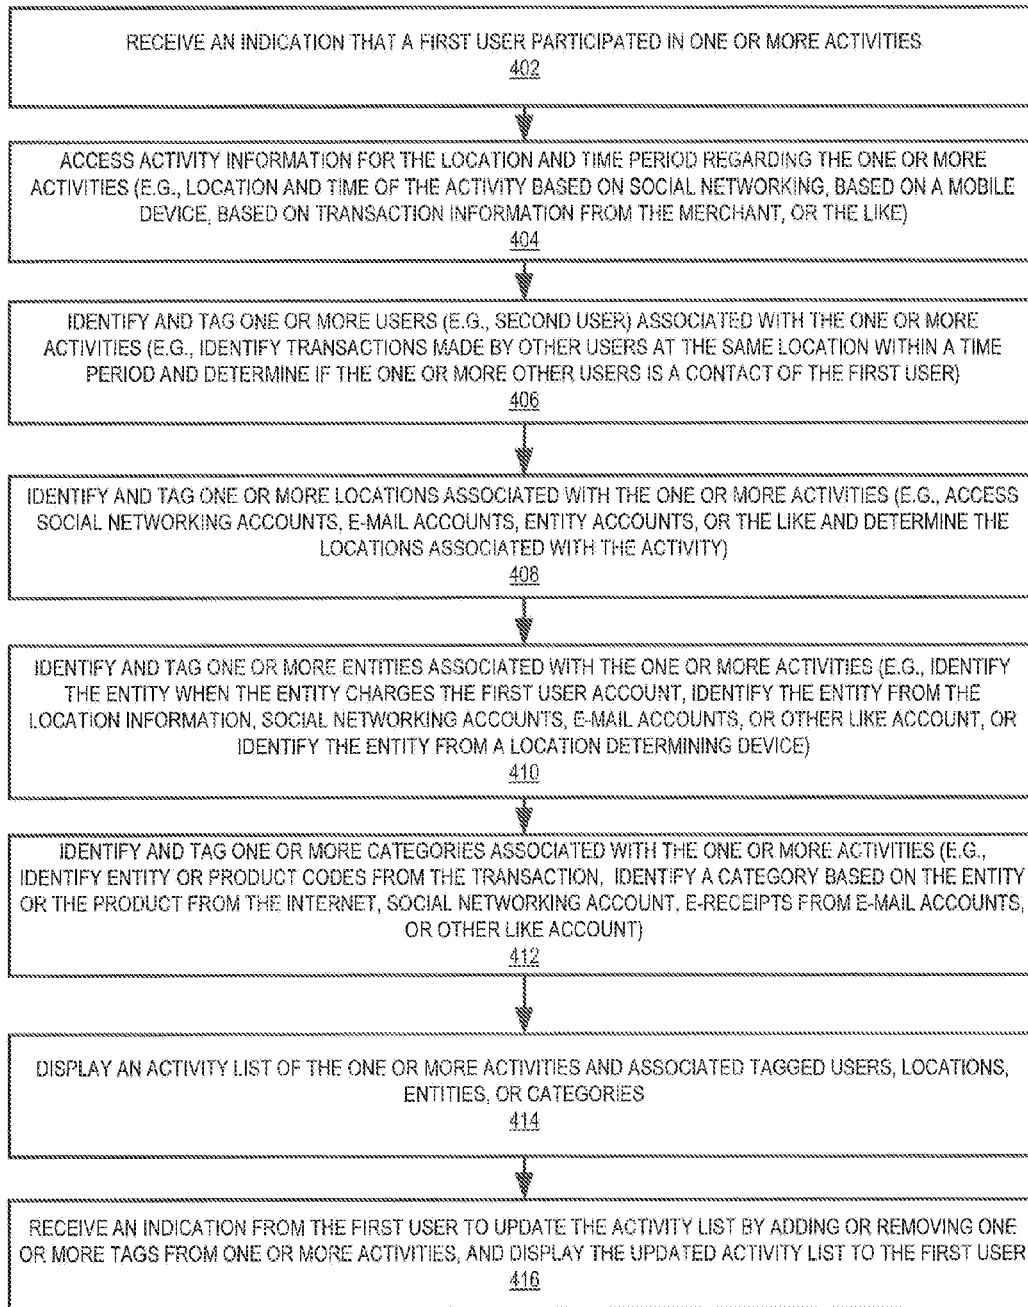 RECEIVE AN INDICATION THAT A FIRST USER PARTICIPATED IN ONE OR MORE ACTIVITIES
402
ACCESS ACTIVITY INFORMATION FOR THE LOCATION AND TIME PERIOD REGARDING THE ONE OR MORE
ACTIVITIES (E.G., LOCATION AND TIME OF THE ACTIVITY BASED ON SOCIAL NETWORKING, BASED ON A MOBILE
DEVICE, BASED ON TRANSACTION INFORMATION FROM THE MERCHANT, OR THE LIKE)
404
IDENTIFY AND TAG ONE OR MORE USERS (E.G., SECOND USER) ASSOCIATED WITH THE ONE OR MORE
ACTIVITIES (E.G., IDENTIFY TRANSACTIONS MADE BY OTHER USERS AT THE SAME LOCATION WITHIN A TIME
PERIOD AND DETERMINE IF THE ONE OR MORE OTHER USERS IS A CONTACT OF THE FIRST USER)
406
IDENTIFY AND TAG ONE OR MORE LOCATIONS ASSOCIATED WITH THE ONE OR MORE ACTIVITIES (E.G., ACCESS
SOCIAL NETWORKING ACCOUNTS, E-MAIL ACCOUNTS, ENTITY ACCOUNTS, OR THE LIKE AND DETERMINE THE
LOCATIONS ASSOCIATED WITH THE ACTIVITY)
408
IDENTIFY AND TAG ONE OR MORE ENTITIES ASSOCIATED WITH THE ONE OR MORE ACTIVITIES (E.G., IDENTIFY
THE ENTITY WHEN THE ENTITY CHARGES THE FIRST USER ACCOUNT, IDENTIFY THE ENTITY FROM THE
LOCATION INFORMATION, SOCIAL NETWORKING ACCOUNTS, E-MAIL ACCOUNTS, OR OTHER LIKE ACCOUNT, OR
IDENTIFY THE ENTITY FROM A LOCATION DETERMINING DEVICE)
410
IDENTIFY AND TAG ONE OR MORE CATEGORIES ASSOCIATED WITH THE ONE OR MORE ACTIVITIES (E.G.,
IDENTIFY ENTITY OR PRODUCT CODES FROM THE TRANSACTION, IDENTIFY A CATEGORY BASED ON THE ENTITY
OR THE PRODUCT FROM THE INTERNET, SOCIAL NETWORKING ACCOUNT, E-RECEIPTS FROM E-MAIL ACCOUNTS,
OR OTHER LIKE ACCOUNT)
412
DISPLAY AN ACTIVITY LIST OF THE ONE OR MORE ACTIVITIES AND ASSOCIATED TAGGED USERS, LOCATIONS,
ENTITIES, OR CATEGORIES
414
RECEIVE AN INDICATION FROM THE FIRST USER TO UPDATE THE ACTIVITY LIST BY ADDING OR REMOVING ONE
OR MORE TAGS FROM ONE OR MORE ACTIVITIES, AND DISPLAY THE UPDATED ACTIVITY LIST TO THE FIRST USER
416